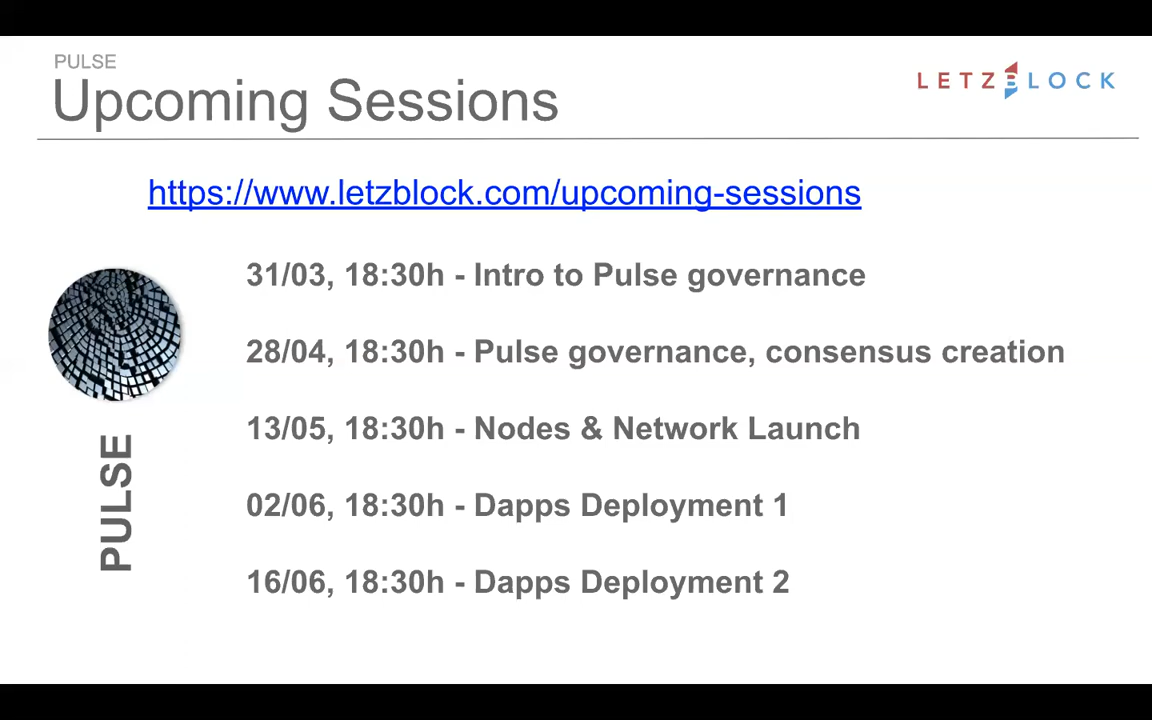 PULSE
Upcoming Sessions
LETZBLOCK
https://www.letzblock.com/upcoming-sessions
31/03, 18:30h - Intro to Pulse governance
28/04, 18:30h - Pulse governance, consensus creation
13/05, 18:30h - Nodes & Network Launch
02/06, 18:30h - Dapps Deployment 1
16/06, 18:30h - Dapps Deployment 2
PULSE